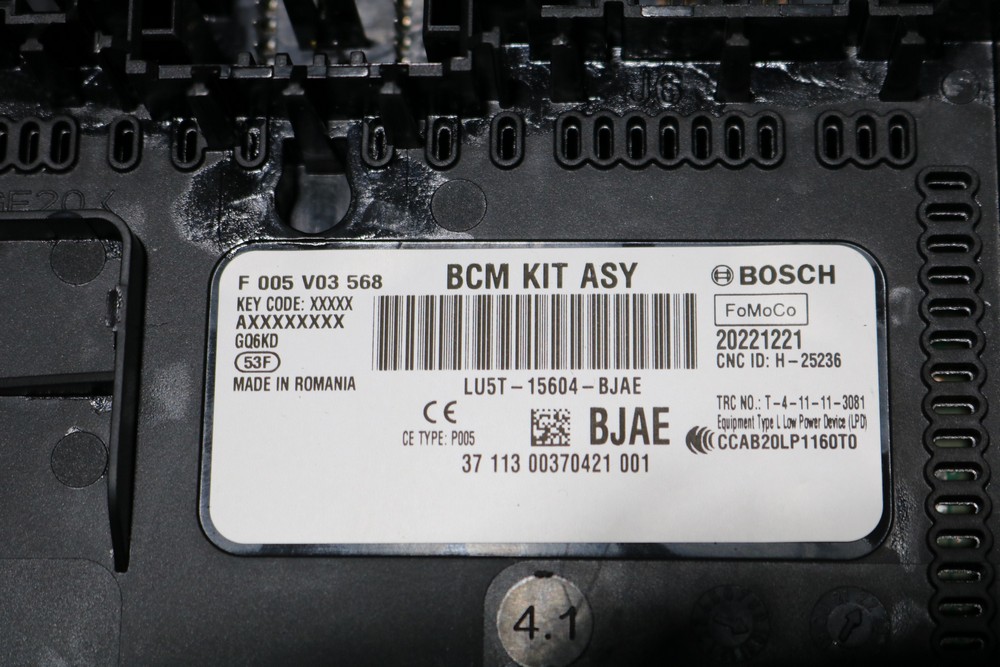 J6
F 005 V03 568
BCM KIT ASY
BOSCH
KEY CODE: XXXXX
AXXXXXXXX
GQ6KD
53F
MADE IN ROMANIA
FoMoCo
20221221
CNC ID: H-25236
LU5T-15604-BJAE
CE
CE TYPE: P005
BJAE
TRC NO.: T-4-11-11-3081
Equipment Type L Low Power Device (LPD)
CCAB20LP1160T0
37 113 00370421 001
4.1